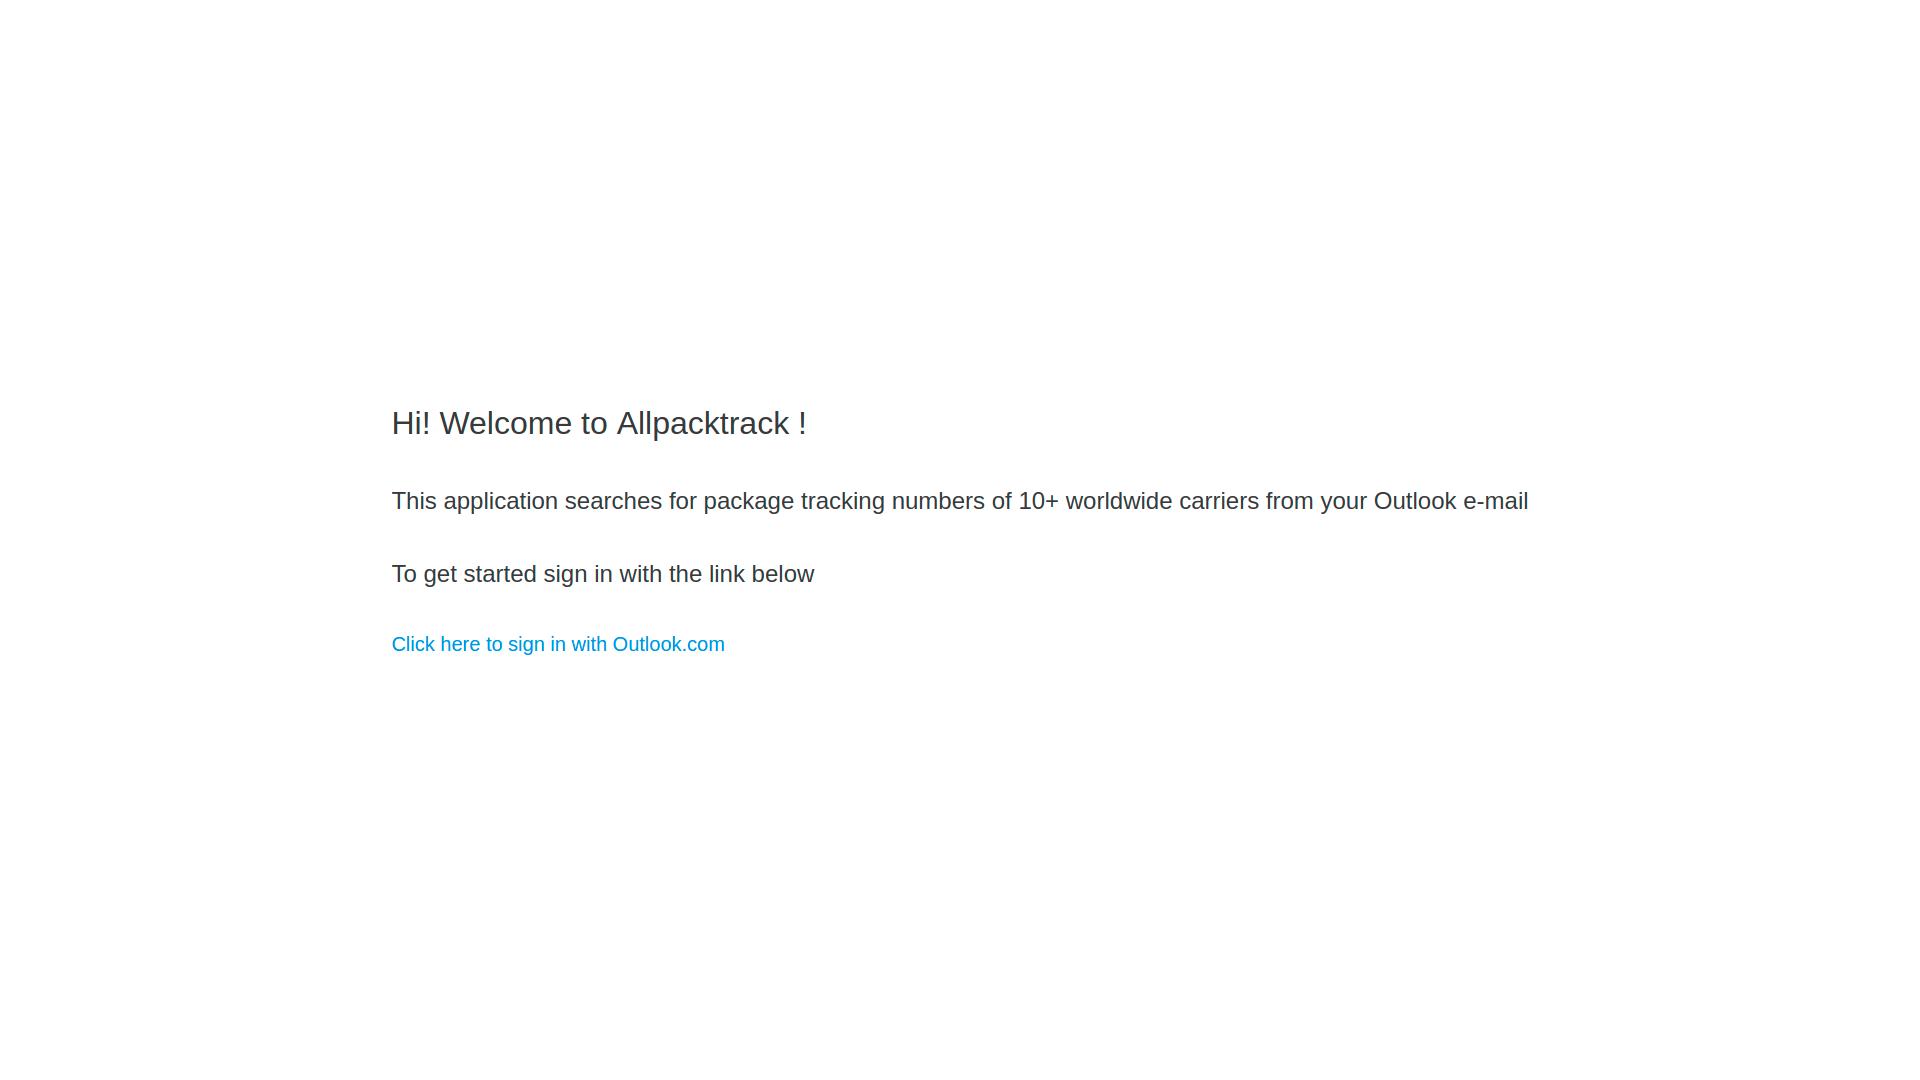 Hi! Welcome to Allpacktrack !
This application searches for package tracking numbers of 10+ worldwide carriers from your Outlook e-mail
To get started sign in with the link below
Click here to sign in with Outlook.com